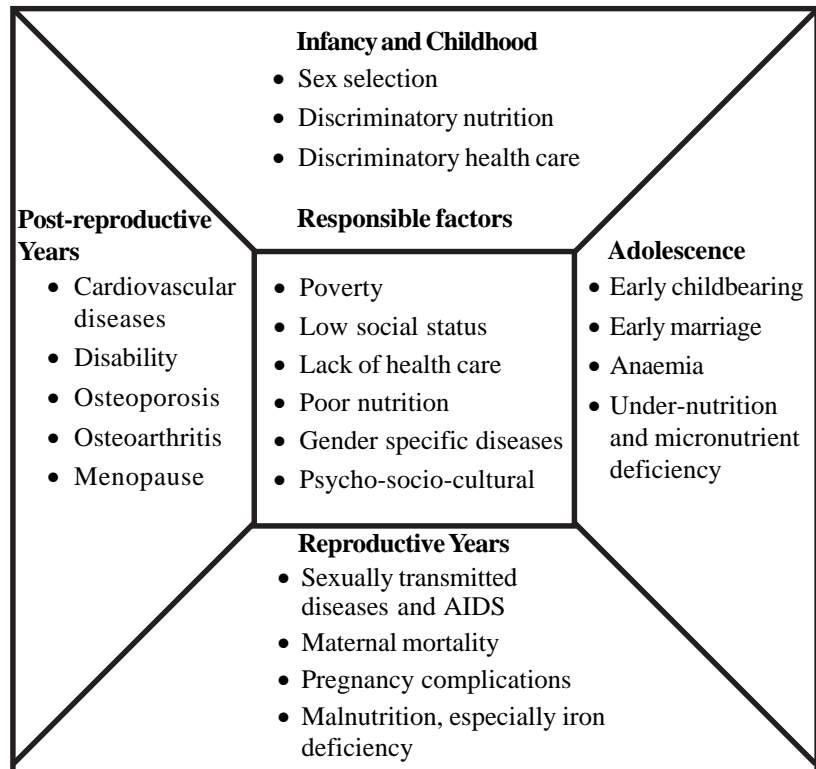 Infancy and Childhood
• Sex selection
• Discriminatory nutrition
• Discriminatory health care
Post-reproductive
Years
• Cardiovascular
diseases
• Disability
• Osteoporosis
• Osteoarthritis
• Menopause
Responsible factors
• Poverty
• Low social status
• Lack of health care
• Poor nutrition
• Gender specific diseases
• Psycho-socio-cultural
Adolescence
• Early childbearing
• Early marriage
• Anaemia
• Under-nutrition
and micronutrient
deficiency
Reproductive Years
• Sexually transmitted
diseases and AIDS
• Maternal mortality
• Pregnancy complications
• Malnutrition, especially iron
deficiency